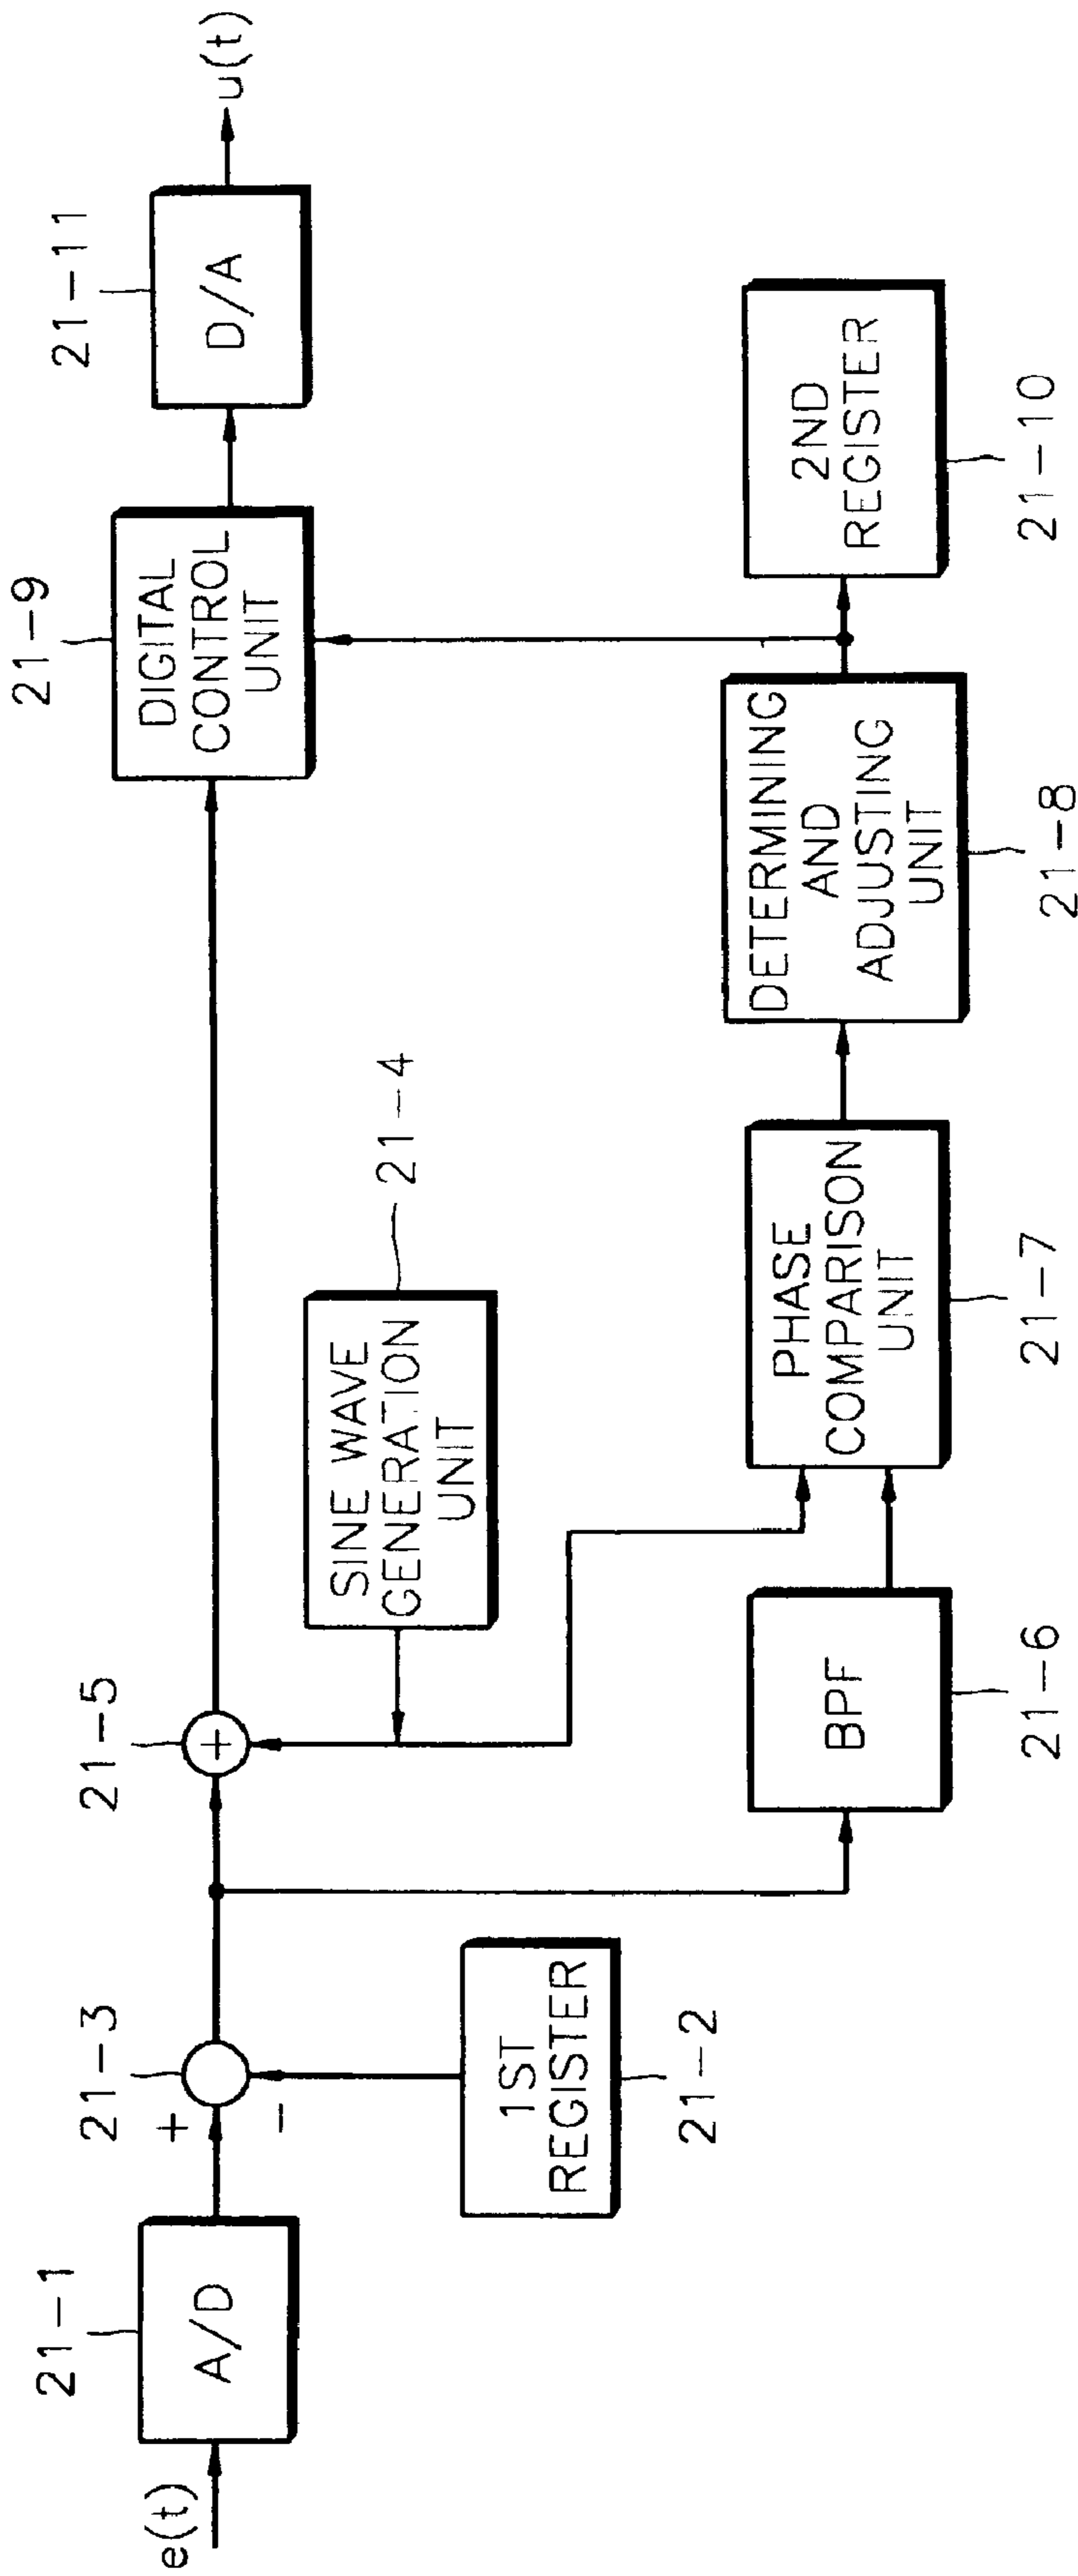 21-1
e(t)
A/D
21-3
+
-
1ST
REGISTER
21-2
21-5
+
SINE WAVE
GENERATION
UNIT
21-4
BPF
21-6
PHASE
COMPARISON
UNIT
21-7
DETERMINING
AND
ADJUSTING
UNIT
21-8
21-9
DIGITAL
CONTROL
UNIT
2ND
REGISTER
21-10
21-11
D/A
u(t)